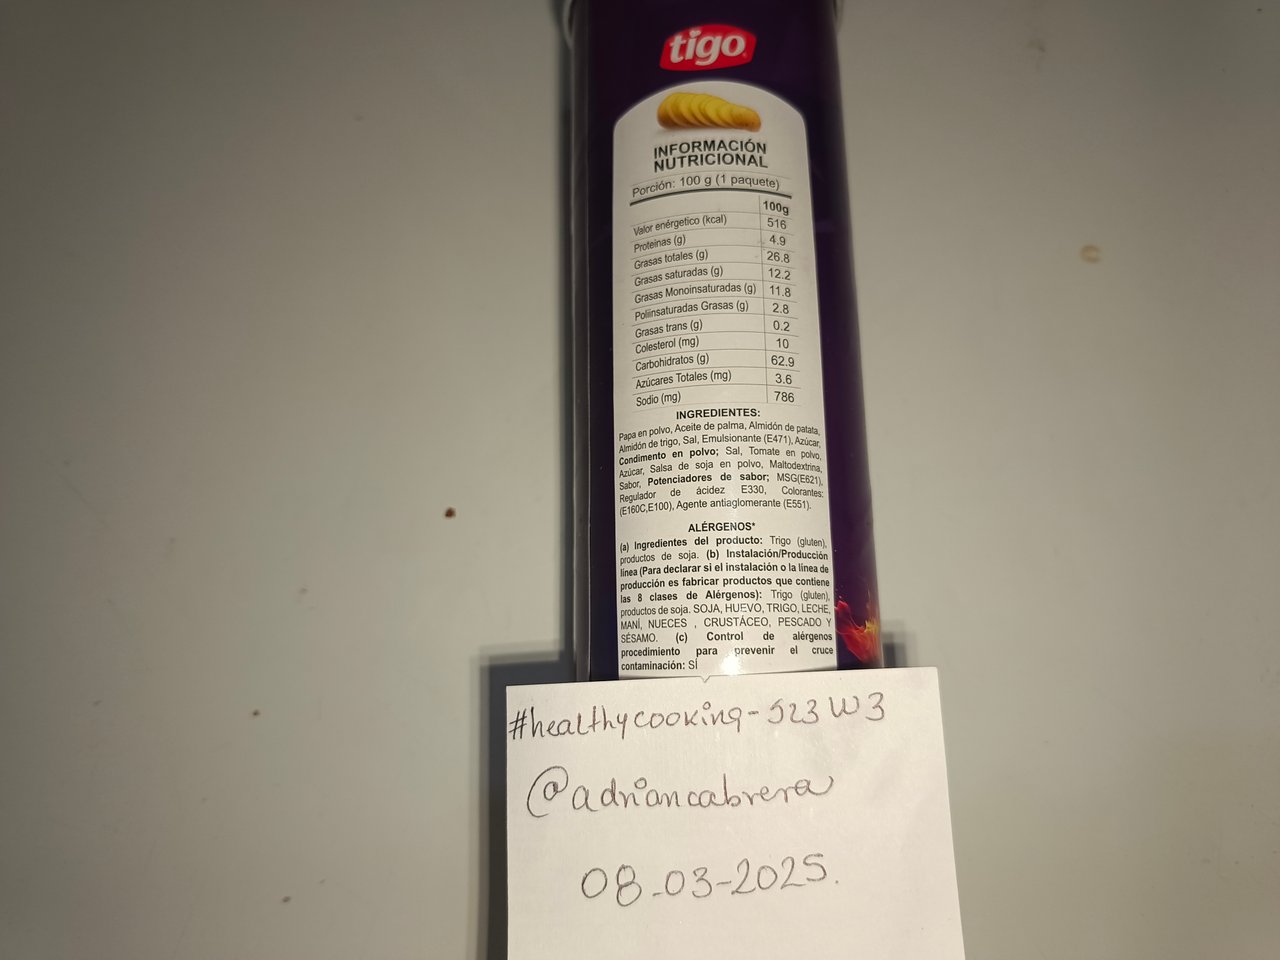 tigo
INFORMACIÓN
NUTRICIONAL
Porción: 100 g (1 paquete)
100g
Valor enérgetico (kcal) 516
Proteinas (g) 4.9
Grasas totales (g) 26.8
Grasas saturadas (g) 12.2
Grasas Monoinsaturadas (g) 11.8
Poliinsaturadas Grasas (g) 2.8
Grasas trans (g) 0.2
Colesterol (mg) 10
Carbohidratos (g) 62.9
Azúcares Totales (mg) 3.6
Sodio (mg) 786
INGREDIENTES:
Papa en polvo, Aceite de palma, Almidón de patata,
Almidón de trigo, Sal, Emulsionante (E471), Azúcar,
Condimento en polvo; Sal, Tomate en polvo,
Azúcar, Salsa de soja en polvo, Maltodextrina,
Sabor, Potenciadores de sabor; MSG(E621),
Regulador de ácidez E330, Colorantes:
(E160C,E100), Agente antiaglomerante (E551).
ALÉRGENOS*
(a) Ingredientes del producto: Trigo (gluten),
productos de soja. (b) Instalación/Producción
línea (Para declarar si el instalación o la línea de
producción es fabricar productos que contiene
las 8 clases de Alérgenos): Trigo (gluten),
productos de soja. SOJA, HUEVO, TRIGO, LECHE,
MANÍ, NUECES , CRUSTÁCEO, PESCADO Y
SÉSAMO. (c) Control de alérgenos
procedimiento para prevenir el cruce
contaminación: SÍ
#healthycooking-S23W3
@adriancabrera
08-03-2025.